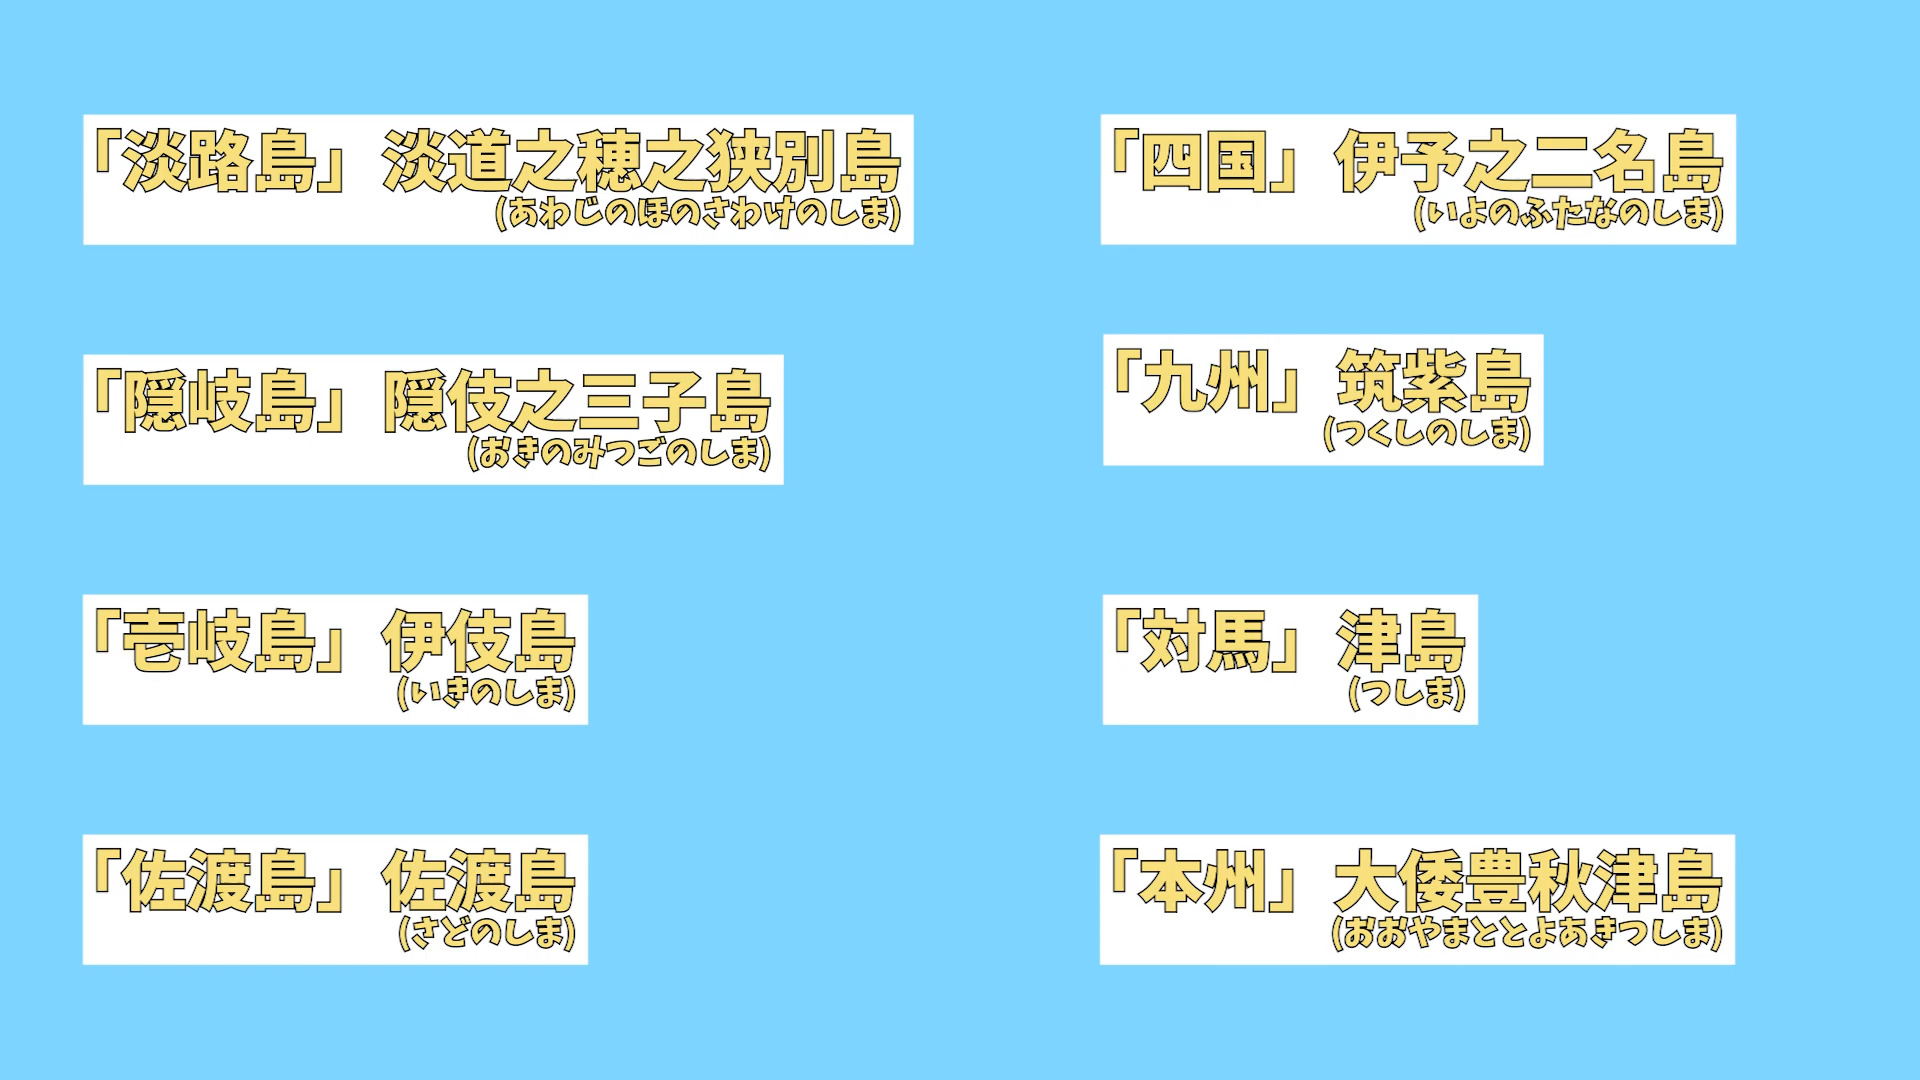 「淡路島」 淡道之穂之狭別島
(あわじのほのさわけのしま)
「四国」 伊予之二名島
(いよのふたなのしま)
「隠岐島」 隠伎之三子島
(おきのみつごのしま)
「九州」 筑紫島
(つくしのしま)
「壱岐島」 伊伎島
(いきのしま)
「対馬」 津島
(つしま)
「佐渡島」 佐渡島
(さどのしま)
「本州」 大倭豊秋津島
(おおやまととよあきつしま)